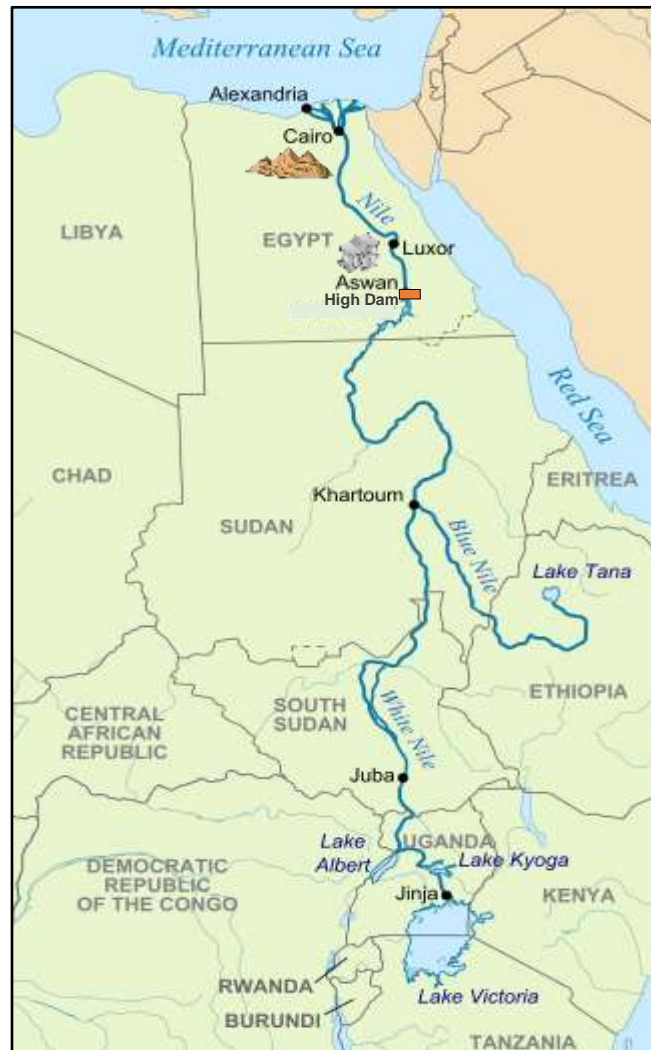 Mediterranean Sea
Alexandria
Cairo
Nile
LIBYA
EGYPT
Luxor
Aswan
High Dam
Red Sea
CHAD
ERITREA
Khartoum
SUDAN
Blue Nile
Lake Tana
ETHIOPIA
CENTRAL
AFRICAN
REPUBLIC
SOUTH
SUDAN
White Nile
Juba
Lake
Albert
UGANDA
Lake Kyoga
DEMOCRATIC
REPUBLIC
OF THE CONGO
Jinja
KENYA
RWANDA
Lake Victoria
BURUNDI
TANZANIA